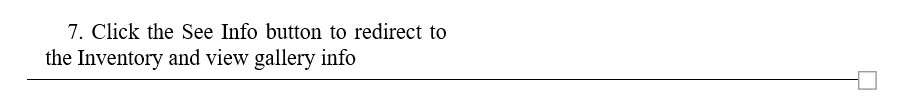 7. Click the See Info button to redirect to
the Inventory and view gallery info